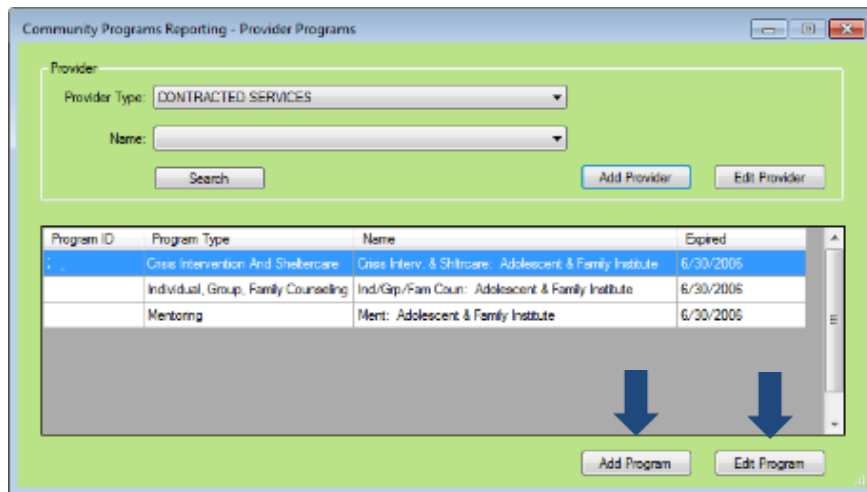 Community Programs Reporting - Provider Programs
Provider
Provider Type: CONTRACTED SERVICES
Name:
Search Add Provider Edit Provider
Program ID Program Type Name Expired
Crisis Intervention And Sheltercare Crisis Interv. & Shltrcare: Adolescent & Family Institute 6/30/2006
Individual, Group, Family Counseling Ind/Grp/Fam Coun: Adolescent & Family Institute 6/30/2006
Mentoring Ment: Adolescent & Family Institute 6/30/2006
Add Program Edit Program